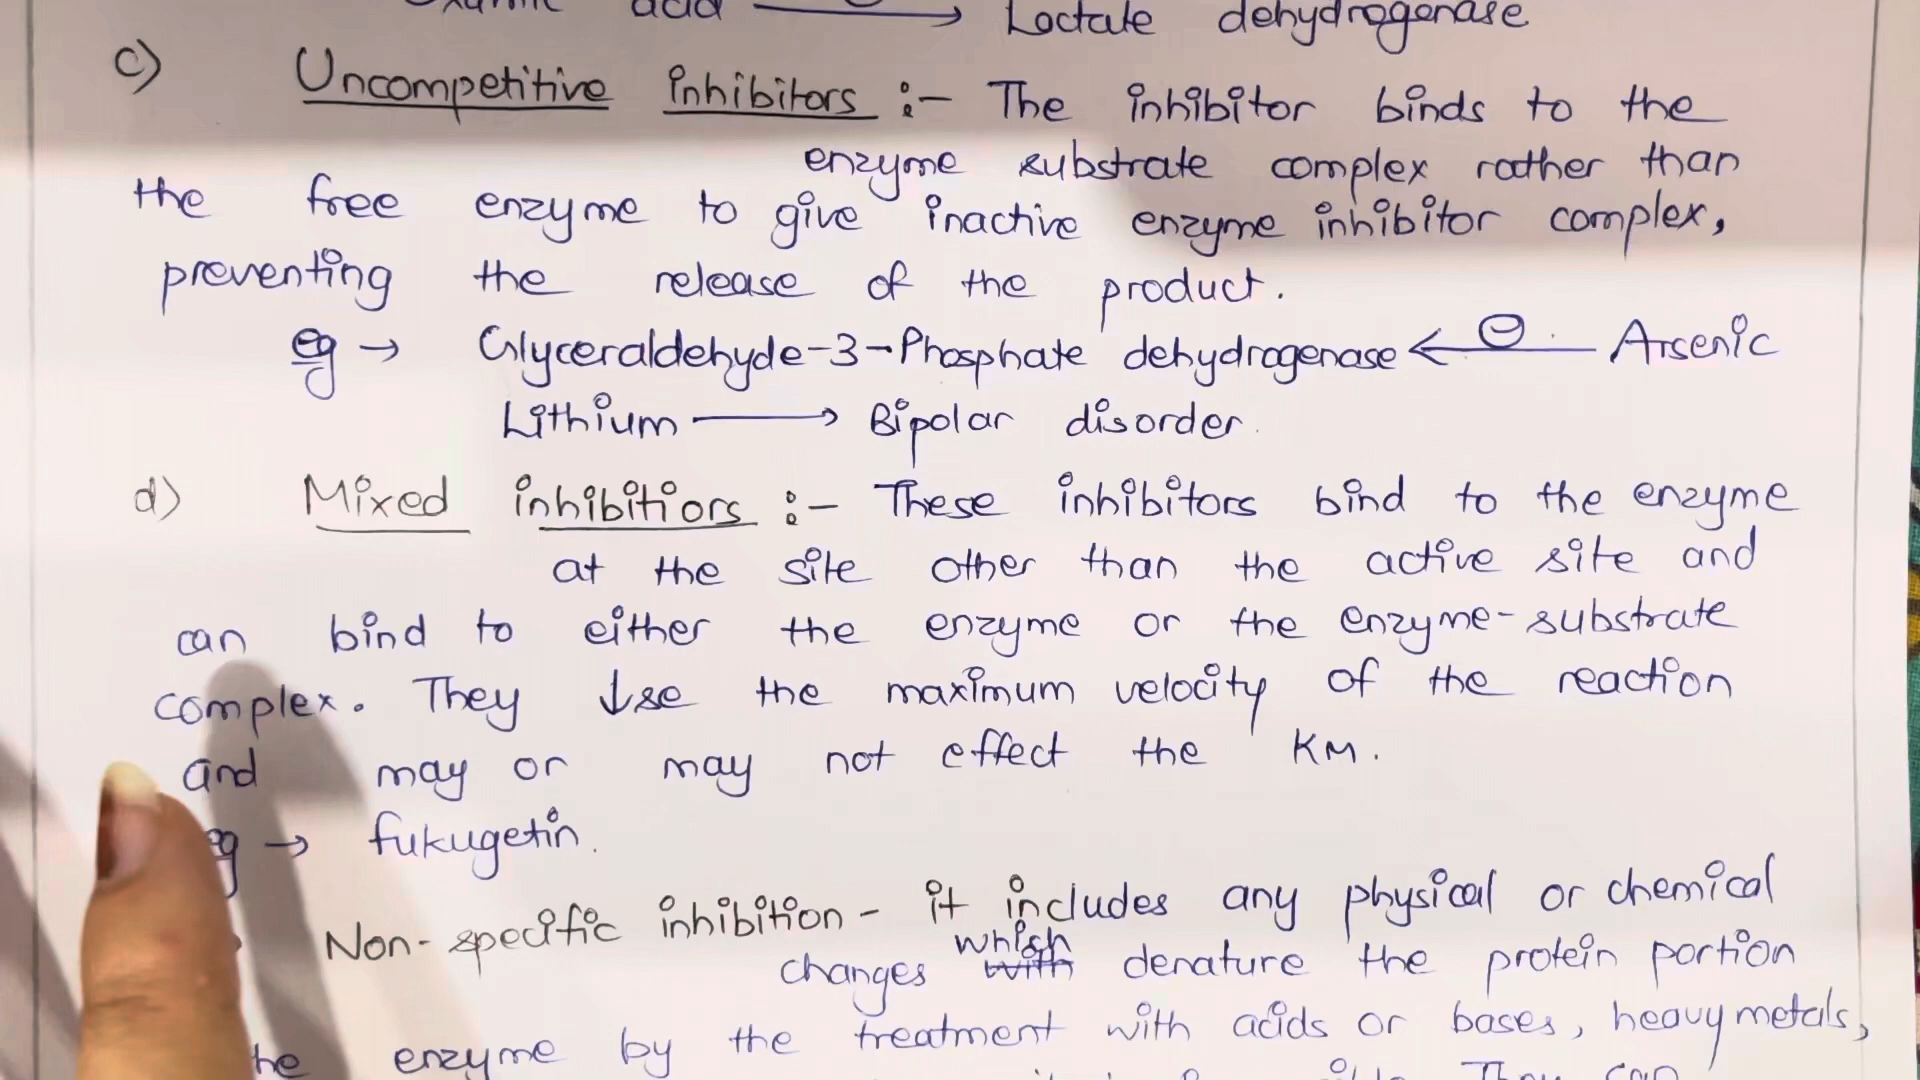 acid → Lactate dehydrogenase
c) Uncompetitive inhibitors :- The inhibitor binds to the
enzyme substrate complex rather than
the free enzyme to give inactive enzyme inhibitor complex,
preventing the release of the product.
eg → Glyceraldehyde-3-Phosphate dehydrogenase ←⊖ Arsenic
Lithium → Bipolar disorder.
d) Mixed inhibitiors :- These inhibitors bind to the enzyme
at the site other than the active site and
can bind to either the enzyme or the enzyme-substrate
complex. They ↓se the maximum velocity of the reaction
and may or may not effect the KM.
eg → fukugetin.
Non-specific inhibition - it includes any physical or chemical
which
changes with denature the protein portion
enzyme by the treatment with acids or bases, heavy metals,